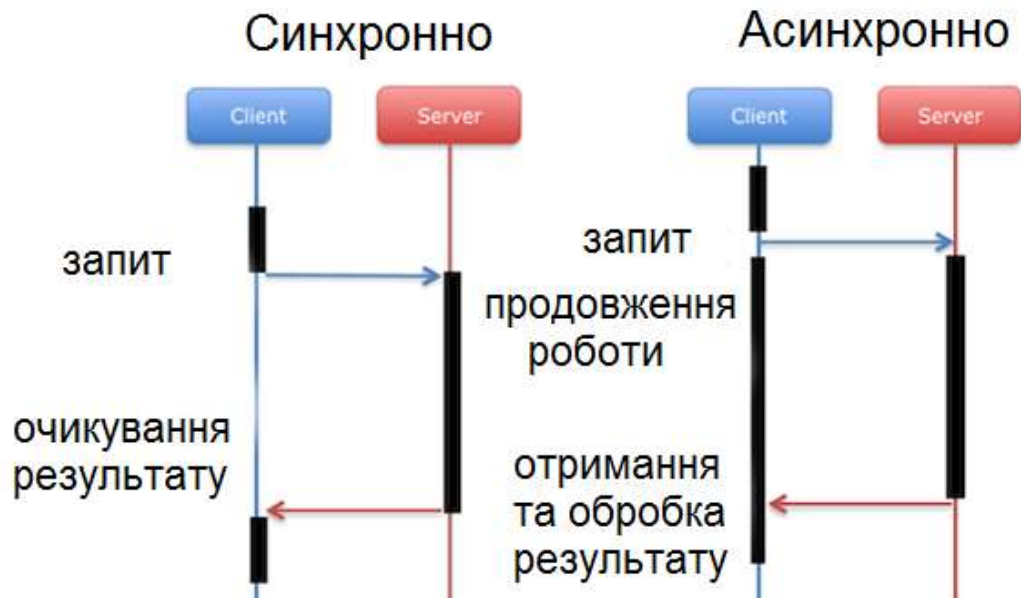 Синхронно
Client
Server
запит
очикування
результату
Асинхронно
Client
Server
запит
продовження
роботи
отримання
та обробка
результату